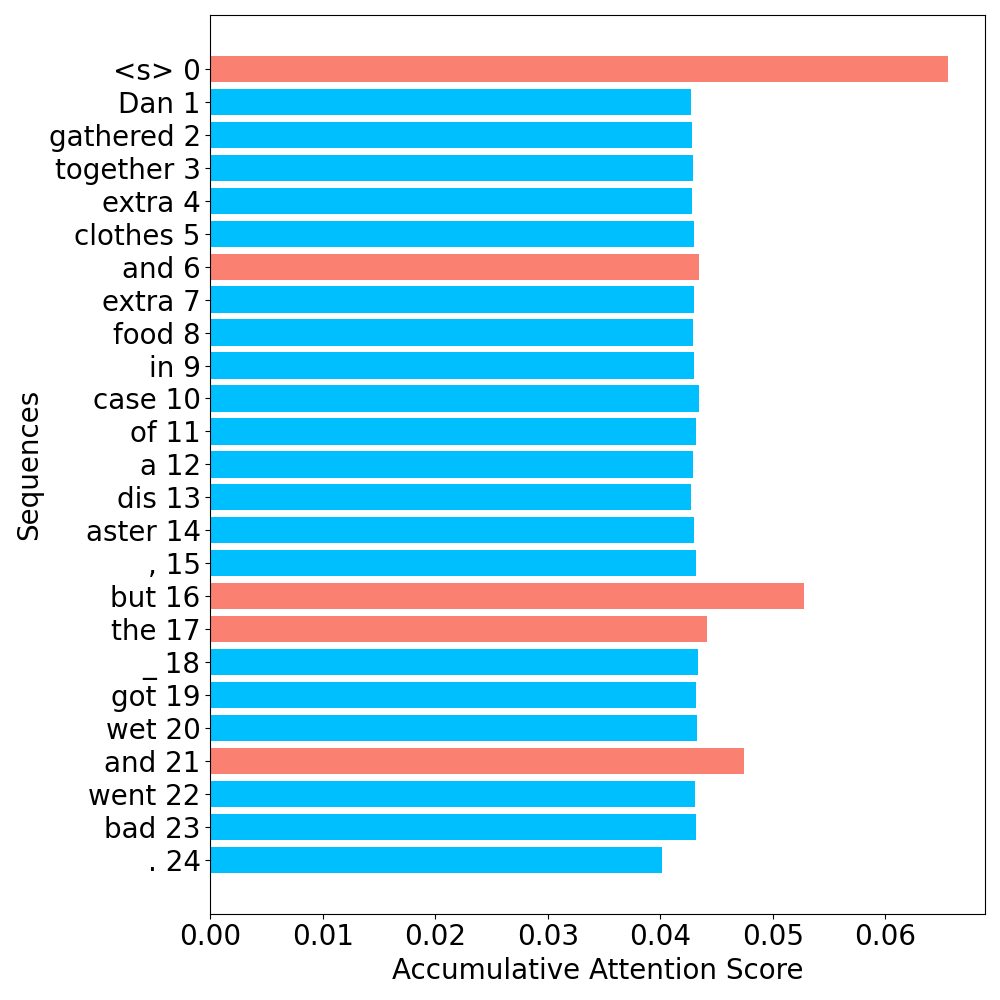 <s> 0
Dan 1
gathered 2
together 3
extra 4
clothes 5
and 6
extra 7
food 8
in 9
case 10
of 11
a 12
dis 13
aster 14
, 15
but 16
the 17
_ 18
got 19
wet 20
and 21
went 22
bad 23
. 24
Sequences
0.00 0.01 0.02 0.03 0.04 0.05 0.06
Accumulative Attention Score